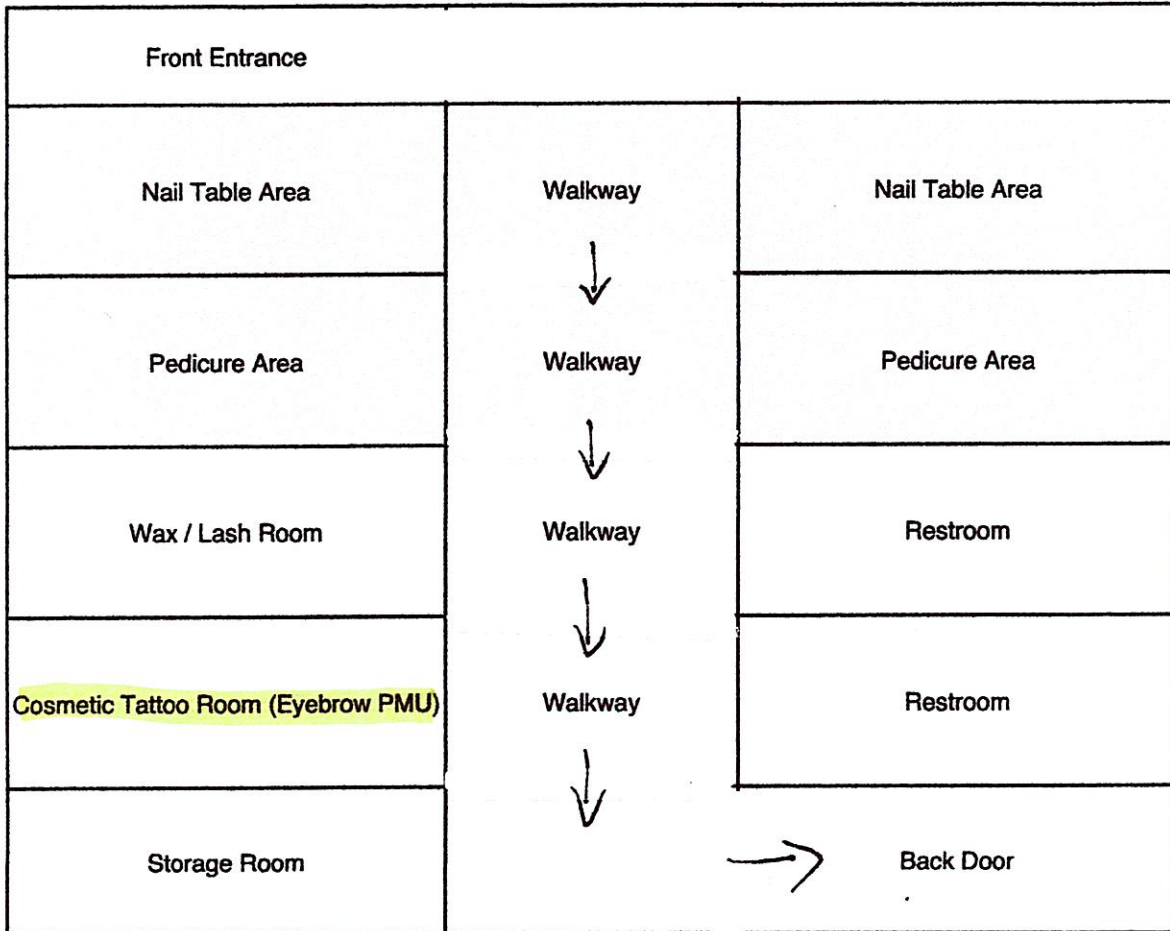 Front Entrance
Nail Table Area Walkway Nail Table Area
Pedicure Area Walkway Pedicure Area
Wax / Lash Room Walkway Restroom
Cosmetic Tattoo Room (Eyebrow PMU) Walkway Restroom
Storage Room Back Door